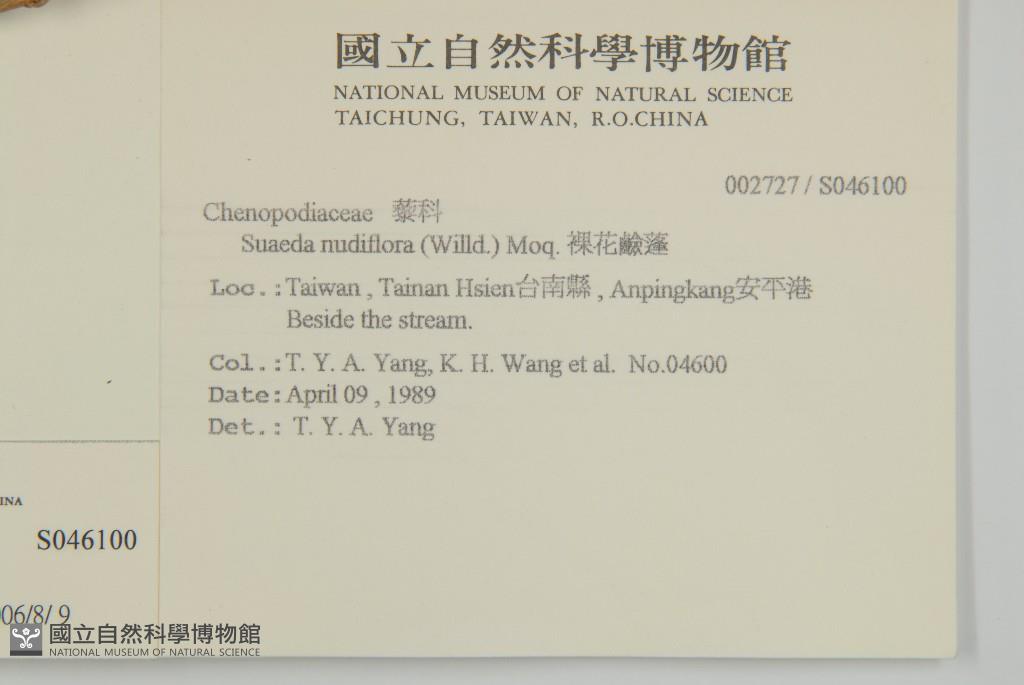 國立自然科學博物館
NATIONAL MUSEUM OF NATURAL SCIENCE
TAICHUNG, TAIWAN, R.O.CHINA
002727 / S046100
Chenopodiaceae 藜科
Suaeda nudiflora (Willd.) Moq. 裸花鹼蓬
Loc.:Taiwan , Tainan Hsien台南縣 , Anpingkang安平港
Beside the stream.
Col.:T. Y. A. Yang, K. H. Wang et al. No.04600
Date:April 09 , 1989
Det.: T. Y. A. Yang
INA
S046100
06/8/ 9
國立自然科學博物館
NATIONAL MUSEUM OF NATURAL SCIENCE